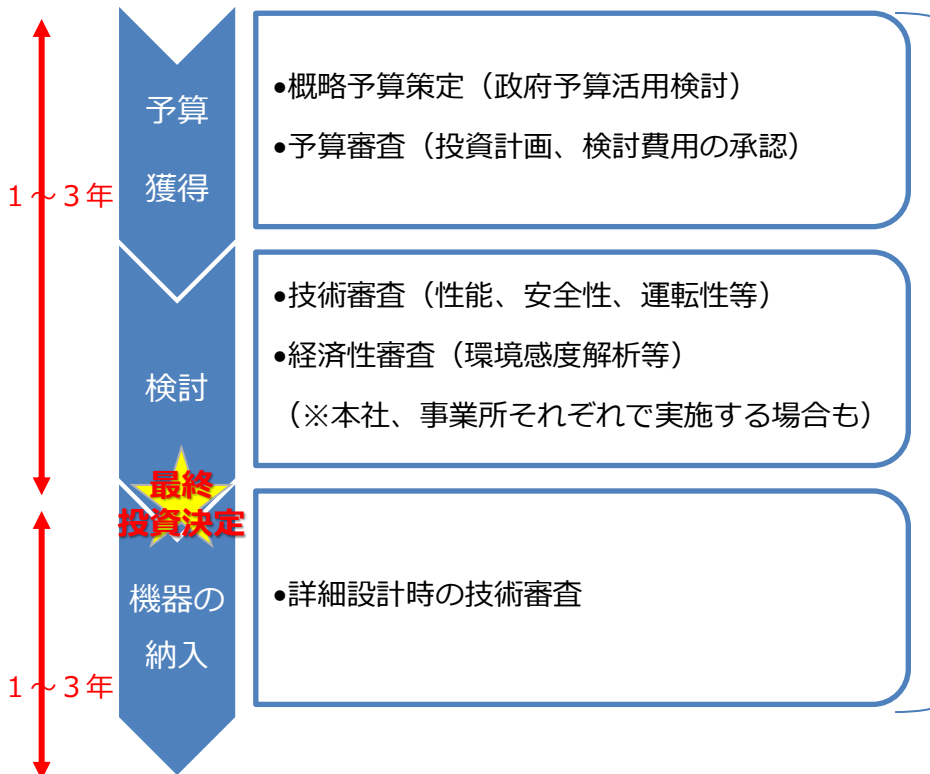 予算
獲得
•概略予算策定（政府予算活用検討）
•予算審査（投資計画、検討費用の承認）
１～３年
検討
•技術審査（性能、安全性、運転性等）
•経済性審査（環境感度解析等）
（※本社、事業所それぞれで実施する場合も）
最終
投資決定
機器の
納入
•詳細設計時の技術審査
１～３年